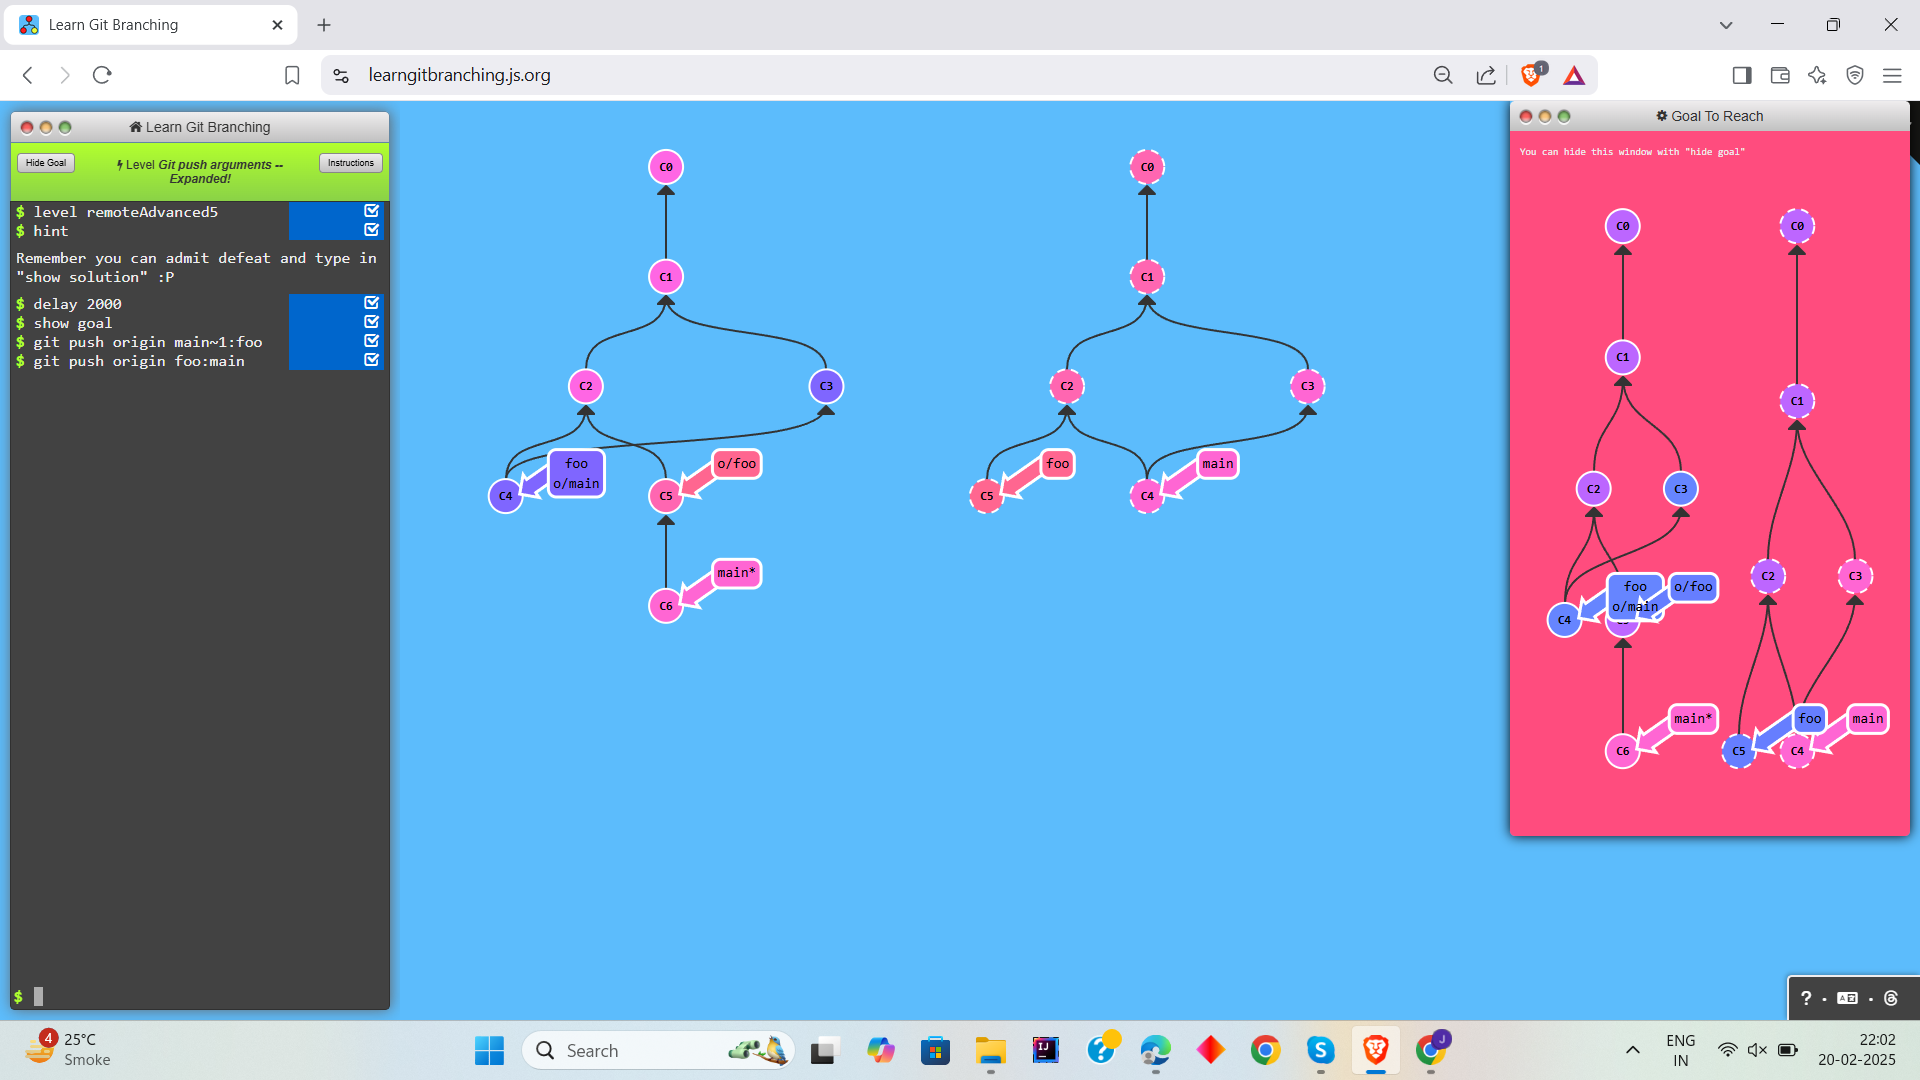 Learn Git Branching
learngitbranching.js.org
1
Learn Git Branching
Hide Goal
Level Git push arguments --
Expanded!
Instructions
$ level remoteAdvanced5
$ hint
Remember you can admit defeat and type in
"show solution" :P
$ delay 2000
$ show goal
$ git push origin main~1:foo
$ git push origin foo:main
$
C0
C1
C2
C3
foo
o/main
o/foo
C4
C5
main*
C6
C0
C1
C2
C3
foo
main
C5
C4
Goal To Reach
You can hide this window with "hide goal"
C0
C0
C1
C1
C2
C3
C2
C3
foo
o/main
o/foo
C4
main*
foo
main
C6
C5
C4
?
4
25°C
Smoke
Search
IJ
?
S
J
ENG
IN
22:02
20-02-2025